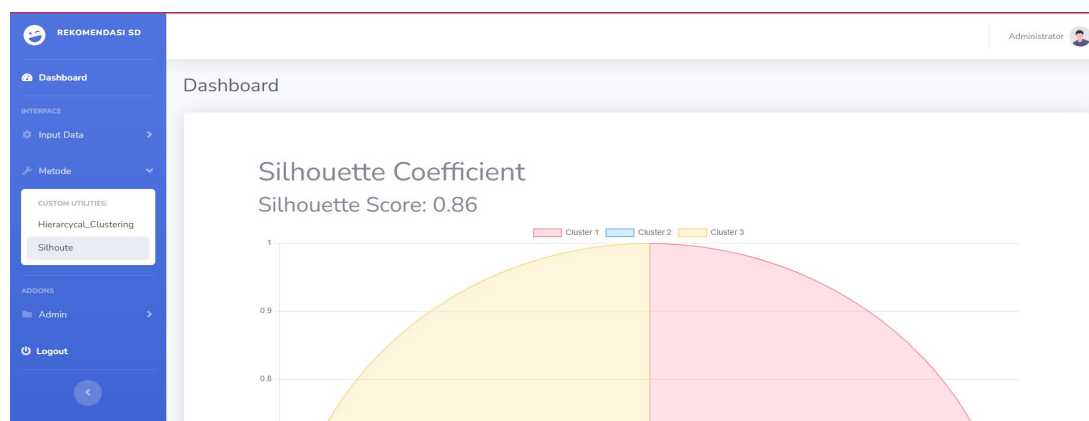 REKOMENDASI SD
Administrator
Dashboard
INTERFACE
Input Data
Metode
CUSTOM UTILITIES:
Hierarcycal_Clustering
Silhoute
ADDONS
Admin
Logout
Dashboard
Silhouette Coefficient
Silhouette Score: 0.86
Cluster 1 Cluster 2 Cluster 3
1
0.9
0.8